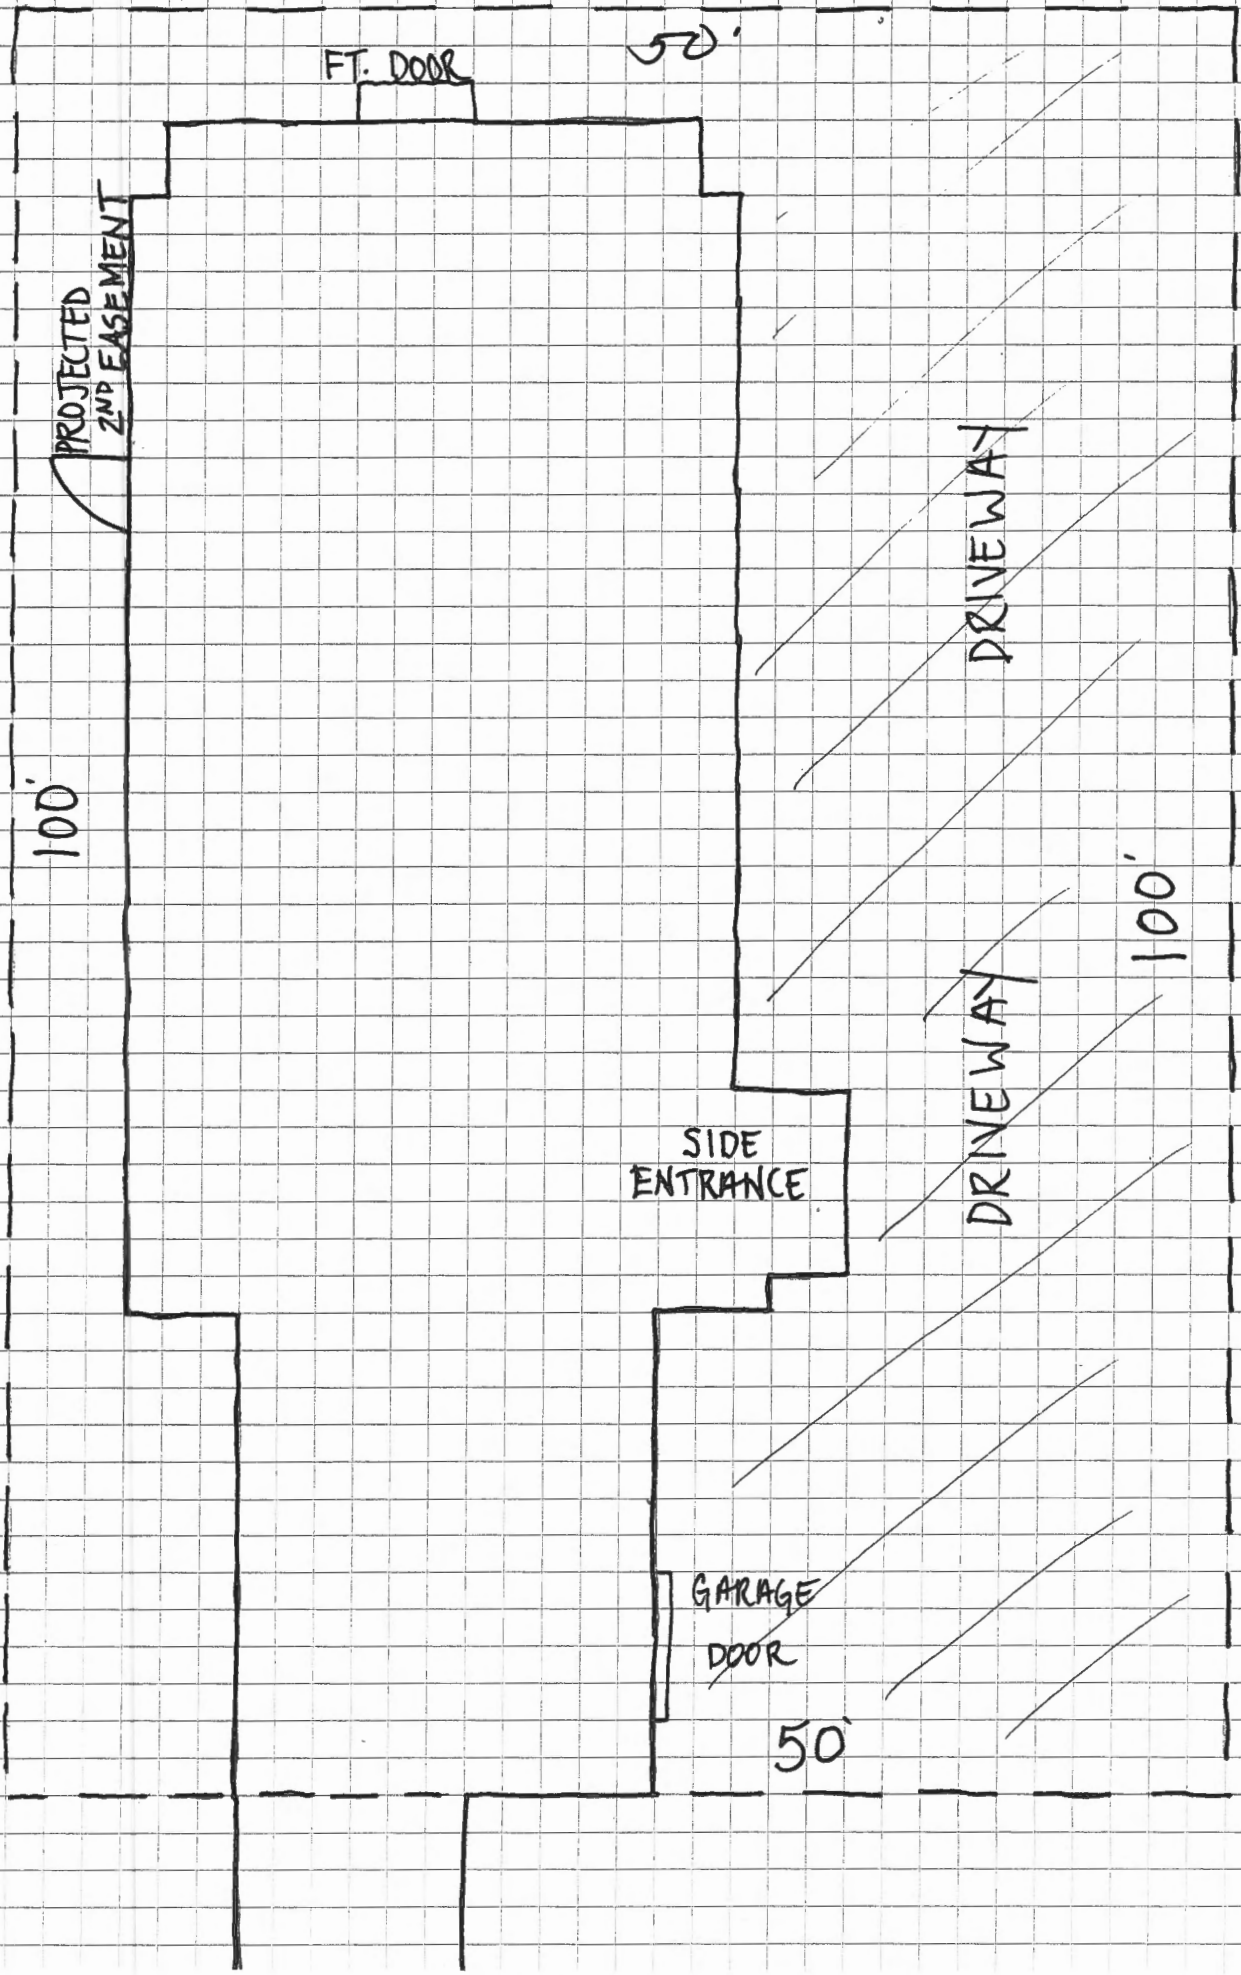 50'
FT. DOOR
PROJECTED
2ND EASEMENT
DRIVEWAY
100'
100'
DRIVEWAY
SIDE
ENTRANCE
GARAGE
DOOR
50'